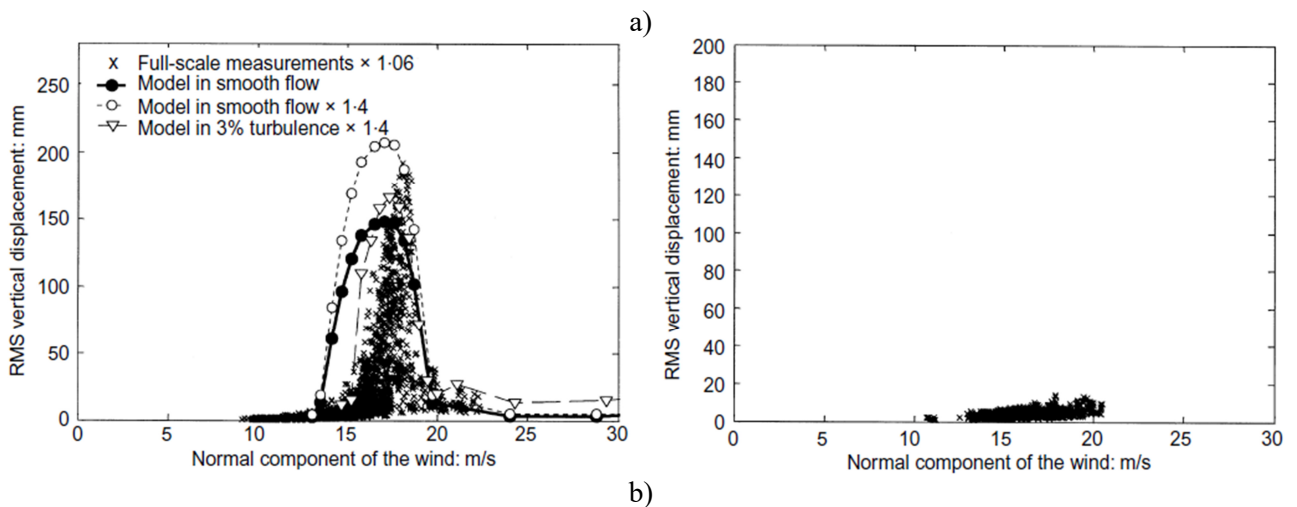 a)
Full-scale measurements × 1·06
Model in smooth flow
Model in smooth flow × 1·4
Model in 3% turbulence × 1·4
RMS vertical displacement: mm
250
200
150
100
50
0
0 5 10 15 20 25 30
Normal component of the wind: m/s
RMS vertical displacement: mm
200
180
160
140
120
100
80
60
40
20
0
0 5 10 15 20 25 30
Normal component of the wind: m/s
b)